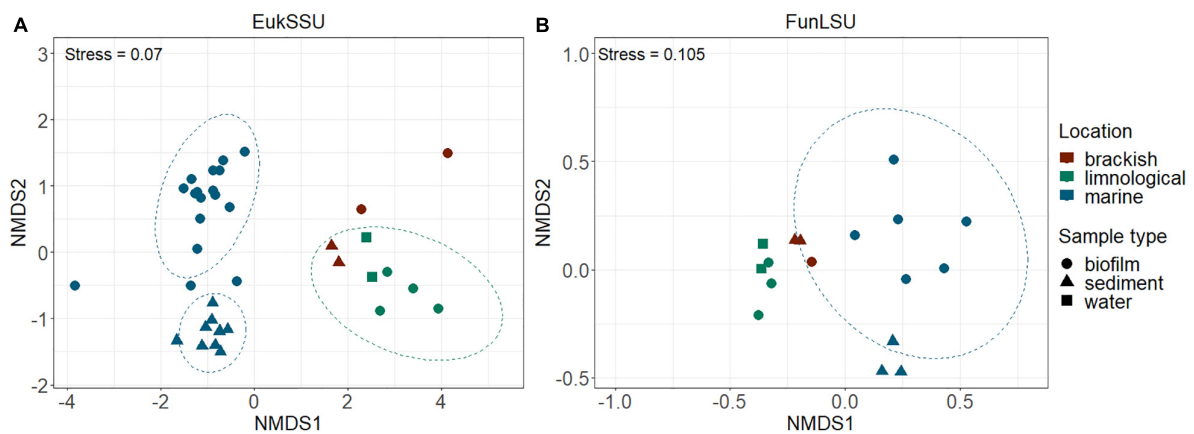 A
EukSSU
Stress = 0.07
NMDS2
3
2
1
0
-1
-2
-4
-2
0
2
4
NMDS1
B
FunLSU
Stress = 0.105
NMDS2
1.0
0.5
0.0
-0.5
-1.0
-0.5
0.0
0.5
NMDS1
Location
brackish
limnological
marine
Sample type
biofilm
sediment
water